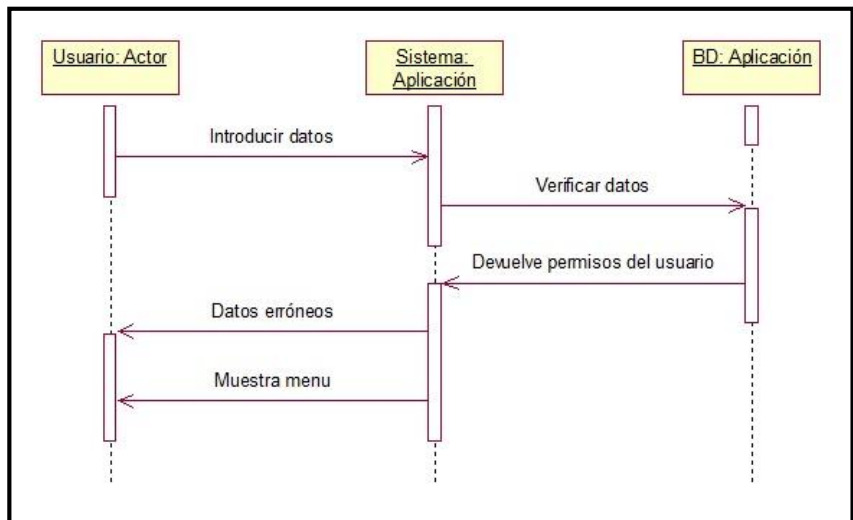 Usuario: Actor
Sistema:
Aplicación
BD: Aplicación
Introducir datos
Verificar datos
Devuelve permisos del usuario
Datos erróneos
Muestra menu